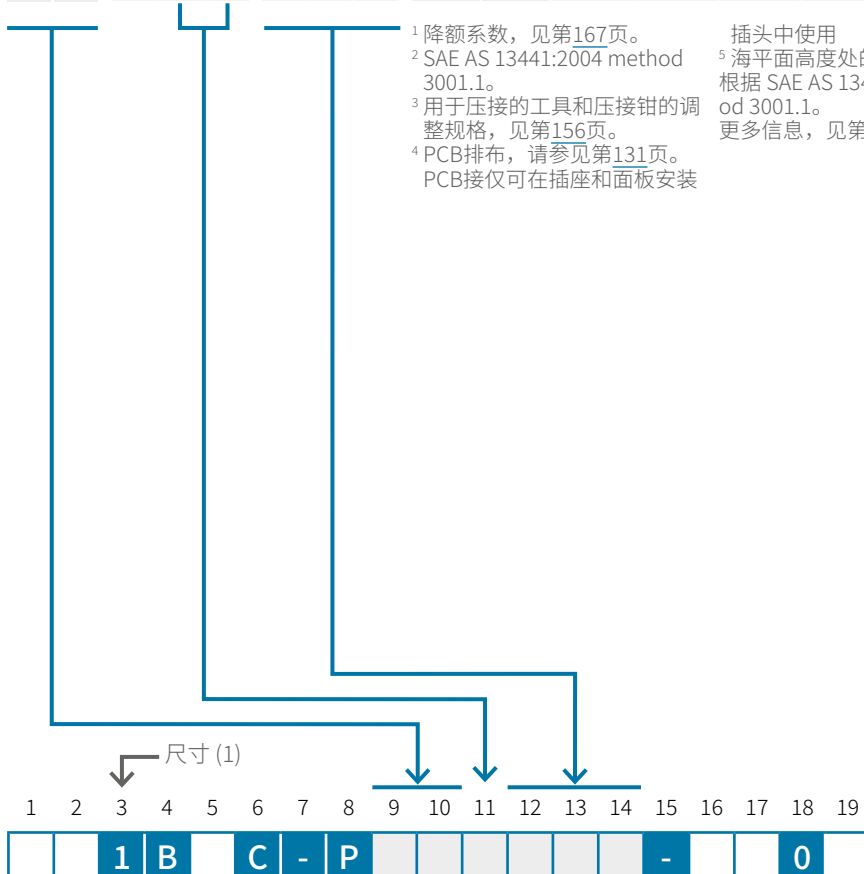 ¹ 降额系数，见第167页。
² SAE AS 13441:2004 method
3001.1。
³ 用于压接的工具和压接钳的调
整规格，见第156页。
⁴ PCB排布，请参见第131页。
PCB接仅可在插座和面板安装
插头中使用
⁵ 海平面高度处的
根据 SAE AS 134
od 3001.1。
更多信息，见第
尺寸 (1)
1 2 3 4 5 6 7 8 9 10 11 12 13 14 15 16 17 18 19
1 B C - P - 0